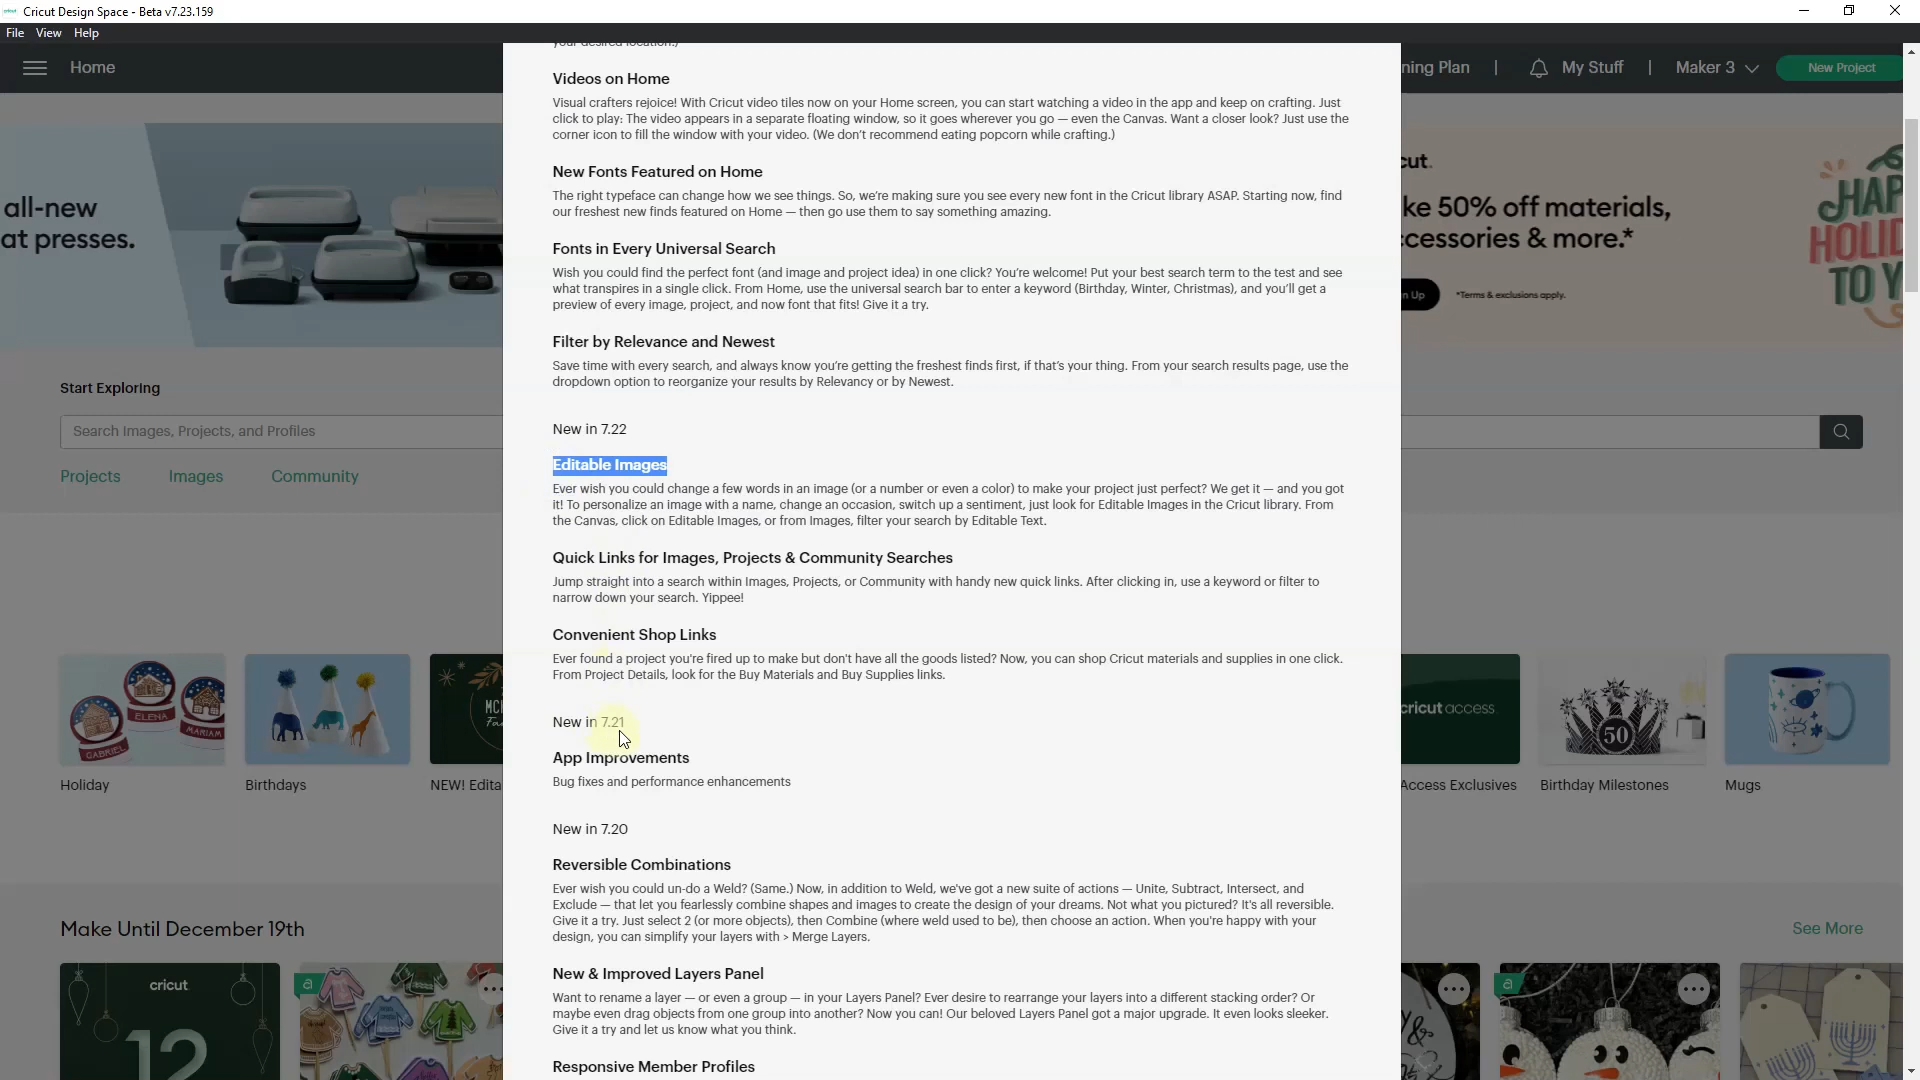 Cricut Design Space - Beta v7.23.159
File View Help
Home
ning Plan | My Stuff | Maker 3 New Project
Videos on Home
Visual crafters rejoice! With Cricut video tiles now on your Home screen, you can start watching a video in the app and keep on crafting. Just
click to play: The video appears in a separate floating window, so it goes wherever you go — even the Canvas. Want a closer look? Just use the
corner icon to fill the window with your video. (We don't recommend eating popcorn while crafting.)
New Fonts Featured on Home
The right typeface can change how we see things. So, we're making sure you see every new font in the Cricut library ASAP. Starting now, find
our freshest new finds featured on Home — then go use them to say something amazing.
Fonts in Every Universal Search
Wish you could find the perfect font (and image and project idea) in one click? You're welcome! Put your best search term to the test and see
what transpires in a single click. From Home, use the universal search bar to enter a keyword (Birthday, Winter, Christmas), and you'll get a
preview of every image, project, and now font that fits! Give it a try.
Filter by Relevance and Newest
Save time with every search, and always know you're getting the freshest finds first, if that's your thing. From your search results page, use the
dropdown option to reorganize your results by Relevancy or by Newest.
New in 7.22
Editable Images
Ever wish you could change a few words in an image (or a number or even a color) to make your project just perfect? We get it — and you got
it! To personalize an image with a name, change an occasion, switch up a sentiment, just look for Editable Images in the Cricut library. From
the Canvas, click on Editable Images, or from Images, filter your search by Editable Text.
Quick Links for Images, Projects & Community Searches
Jump straight into a search within Images, Projects, or Community with handy new quick links. After clicking in, use a keyword or filter to
narrow down your search. Yippee!
Convenient Shop Links
Ever found a project you're fired up to make but don't have all the goods listed? Now, you can shop Cricut materials and supplies in one click.
From Project Details, look for the Buy Materials and Buy Supplies links.
New in 7.21
App Improvements
Bug fixes and performance enhancements
New in 7.20
Reversible Combinations
Ever wish you could un-do a Weld? (Same.) Now, in addition to Weld, we've got a new suite of actions — Unite, Subtract, Intersect, and
Exclude — that let you fearlessly combine shapes and images to create the design of your dreams. Not what you pictured? It's all reversible.
Give it a try. Just select 2 (or more objects), then Combine (where weld used to be), then choose an action. When you're happy with your
design, you can simplify your layers with > Merge Layers.
New & Improved Layers Panel
Want to rename a layer — or even a group — in your Layers Panel? Ever desire to rearrange your layers into a different stacking order? Or
maybe even drag objects from one group into another? Now you can! Our beloved Layers Panel got a major upgrade. It even looks sleeker.
Give it a try and let us know what you think.
Responsive Member Profiles
all-new
at presses.
cut.
ke 50% off materials,
ccessories & more.*
n Up *Terms & exclusions apply.
HAP
HOLID
TO Y
Start Exploring
Search Images, Projects, and Profiles
Projects Images Community
ELENA
GABRIEL
MARIAM
cricut access
50
Holiday
Birthdays
NEW! Edita
Access Exclusives
Birthday Milestones
Mugs
Make Until December 19th
See More
cricut
12
a
a